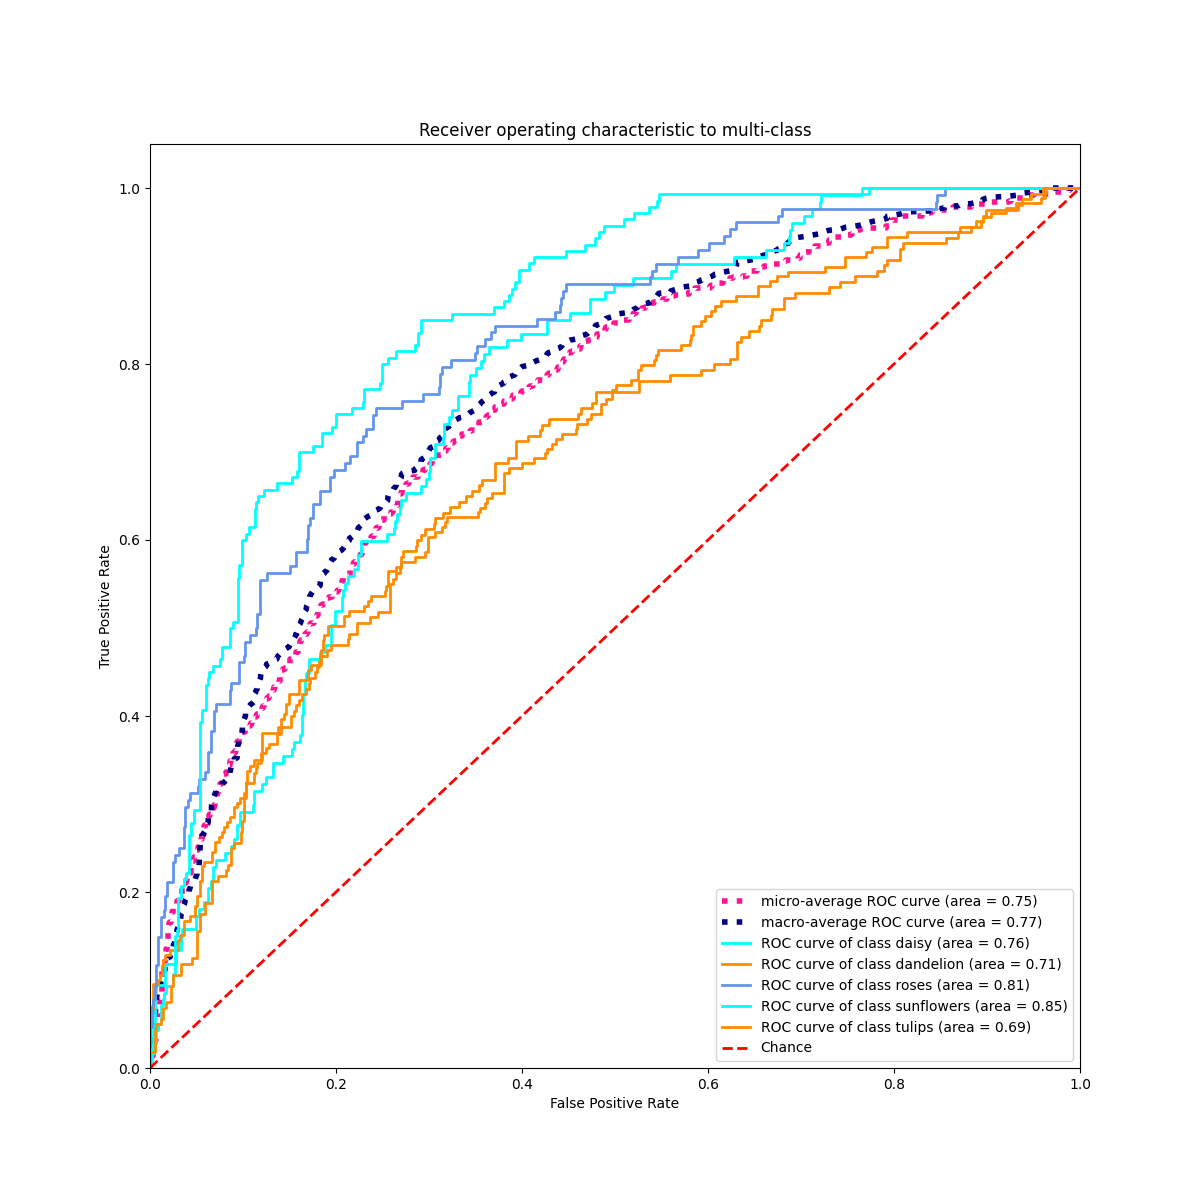 Receiver operating characteristic to multi-class
True Positive Rate
1.0
0.8
0.6
0.4
0.2
0.0
micro-average ROC curve (area = 0.75)
macro-average ROC curve (area = 0.77)
ROC curve of class daisy (area = 0.76)
ROC curve of class dandelion (area = 0.71)
ROC curve of class roses (area = 0.81)
ROC curve of class sunflowers (area = 0.85)
ROC curve of class tulips (area = 0.69)
Chance
0.0 0.2 0.4 0.6 0.8 1.0
False Positive Rate